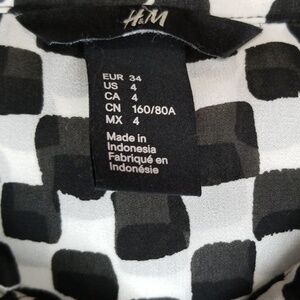 H&M
EUR 34
US 4
CA 4
CN 160/80A
MX 4
Made in
Indonesia
Fabriqué en
Indonésie